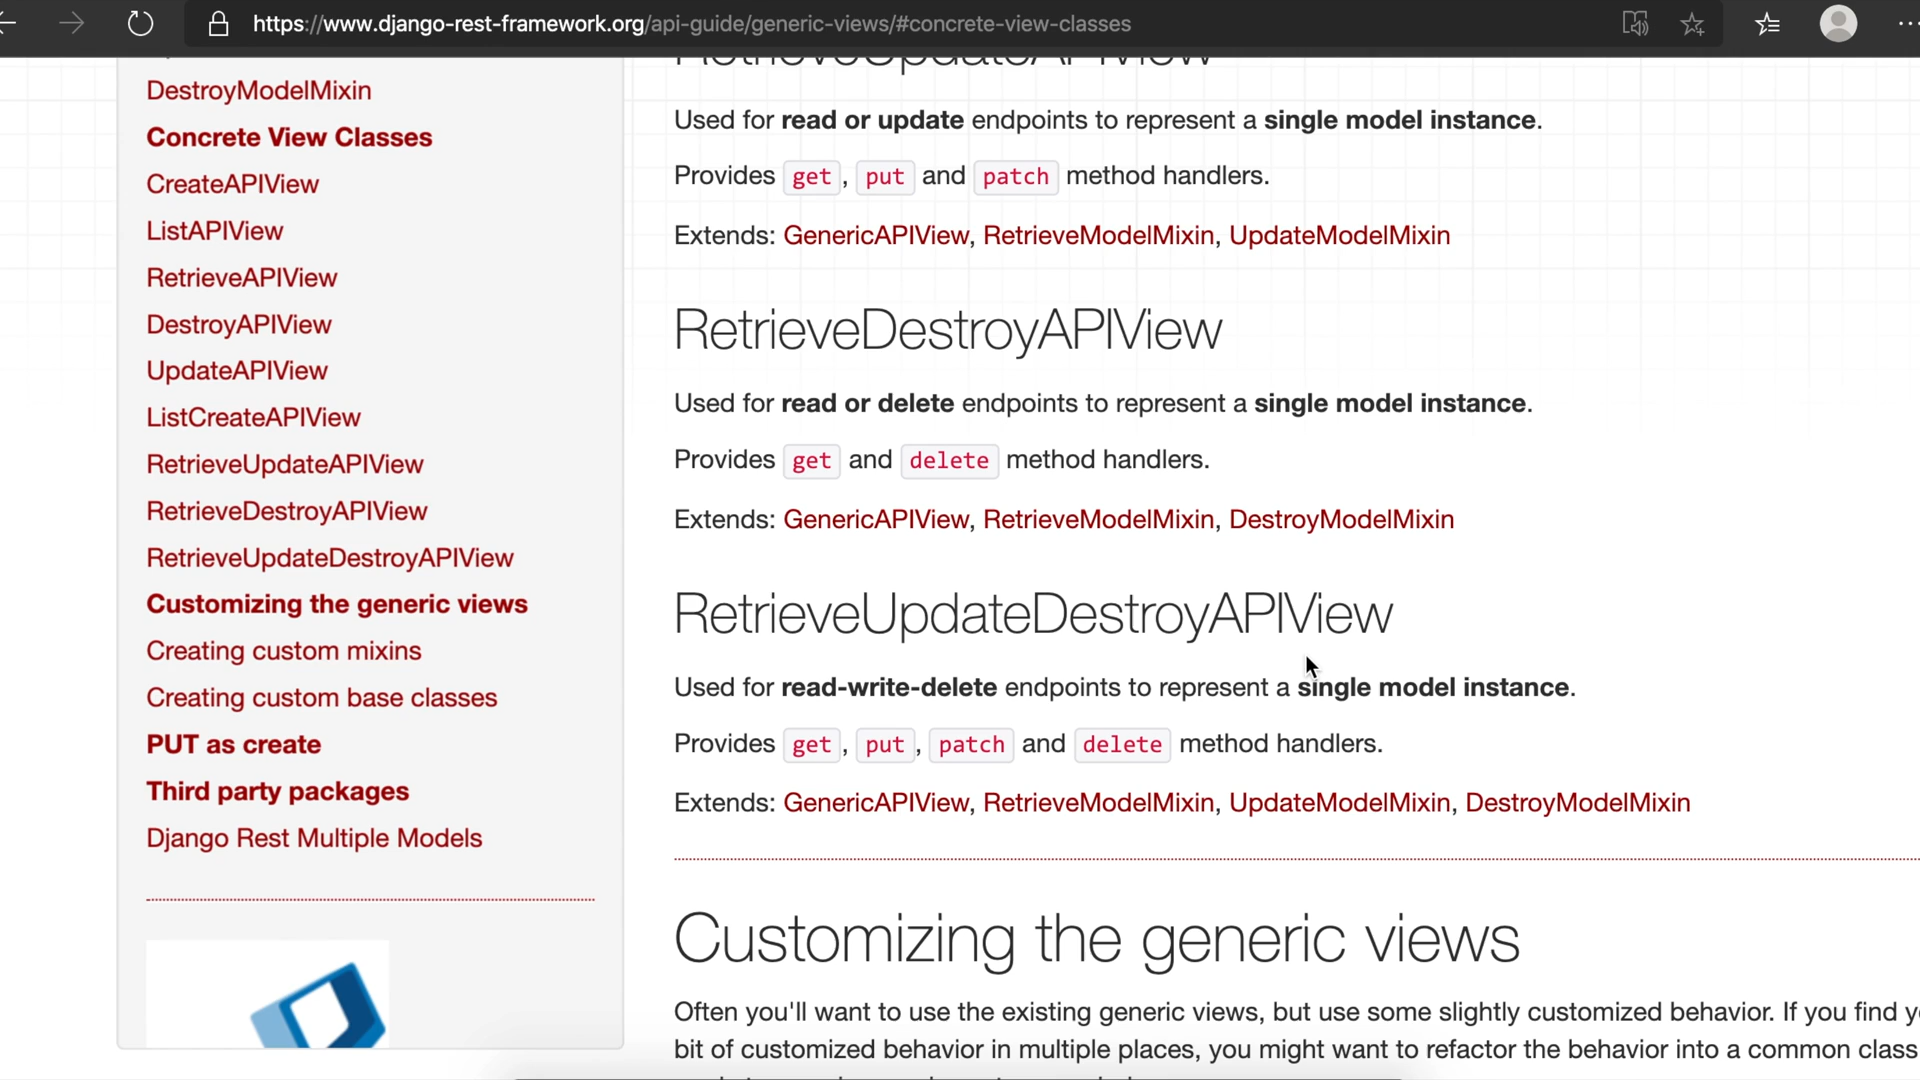 https://www.django-rest-framework.org/api-guide/generic-views/#concrete-view-classes
DestroyModelMixin
Concrete View Classes
CreateAPIView
ListAPIView
RetrieveAPIView
DestroyAPIView
UpdateAPIView
ListCreateAPIView
RetrieveUpdateAPIView
RetrieveDestroyAPIView
RetrieveUpdateDestroyAPIView
Customizing the generic views
Creating custom mixins
Creating custom base classes
PUT as create
Third party packages
Django Rest Multiple Models
RetrieveUpdateAPIView
Used for read or update endpoints to represent a single model instance.
Provides get , put and patch method handlers.
Extends: GenericAPIView, RetrieveModelMixin, UpdateModelMixin
RetrieveDestroyAPIView
Used for read or delete endpoints to represent a single model instance.
Provides get and delete method handlers.
Extends: GenericAPIView, RetrieveModelMixin, DestroyModelMixin
RetrieveUpdateDestroyAPIView
Used for read-write-delete endpoints to represent a single model instance.
Provides get , put , patch and delete method handlers.
Extends: GenericAPIView, RetrieveModelMixin, UpdateModelMixin, DestroyModelMixin
Customizing the generic views
Often you'll want to use the existing generic views, but use some slightly customized behavior. If you find y
bit of customized behavior in multiple places, you might want to refactor the behavior into a common class